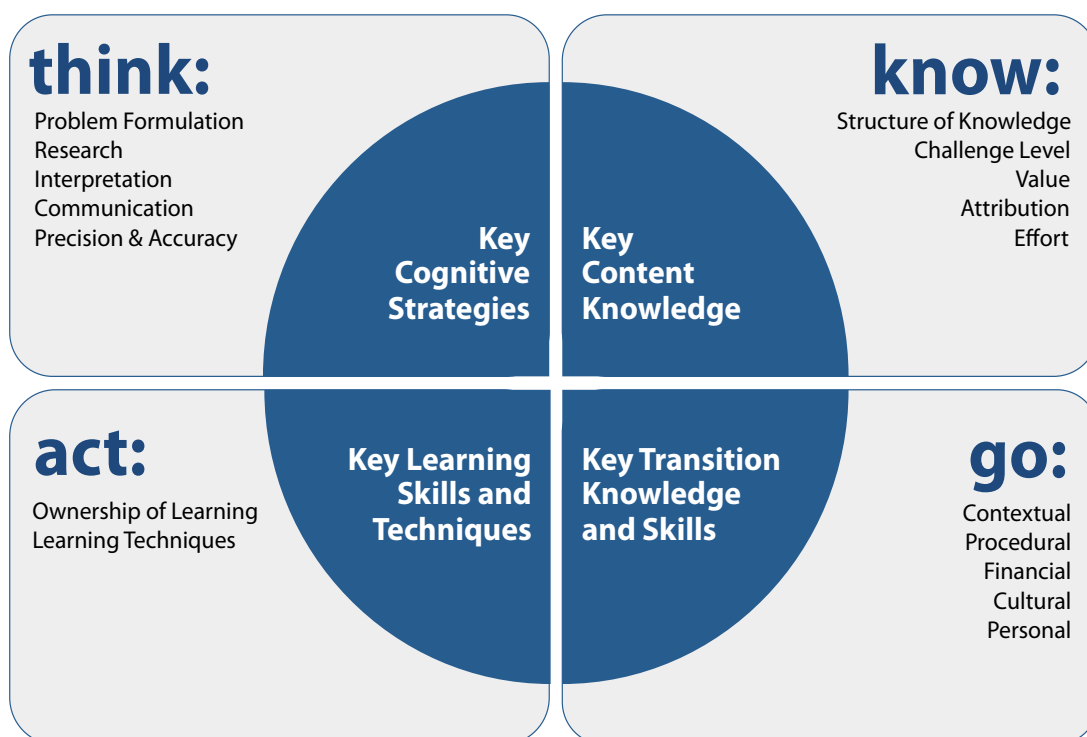 think:
Problem Formulation
Research
Interpretation
Communication
Precision & Accuracy
Key
Cognitive
Strategies
know:
Structure of Knowledge
Challenge Level
Value
Attribution
Effort
Key
Content
Knowledge
act:
Ownership of Learning
Learning Techniques
Key Learning
Skills and
Techniques
go:
Contextual
Procedural
Financial
Cultural
Personal
Key Transition
Knowledge
and Skills